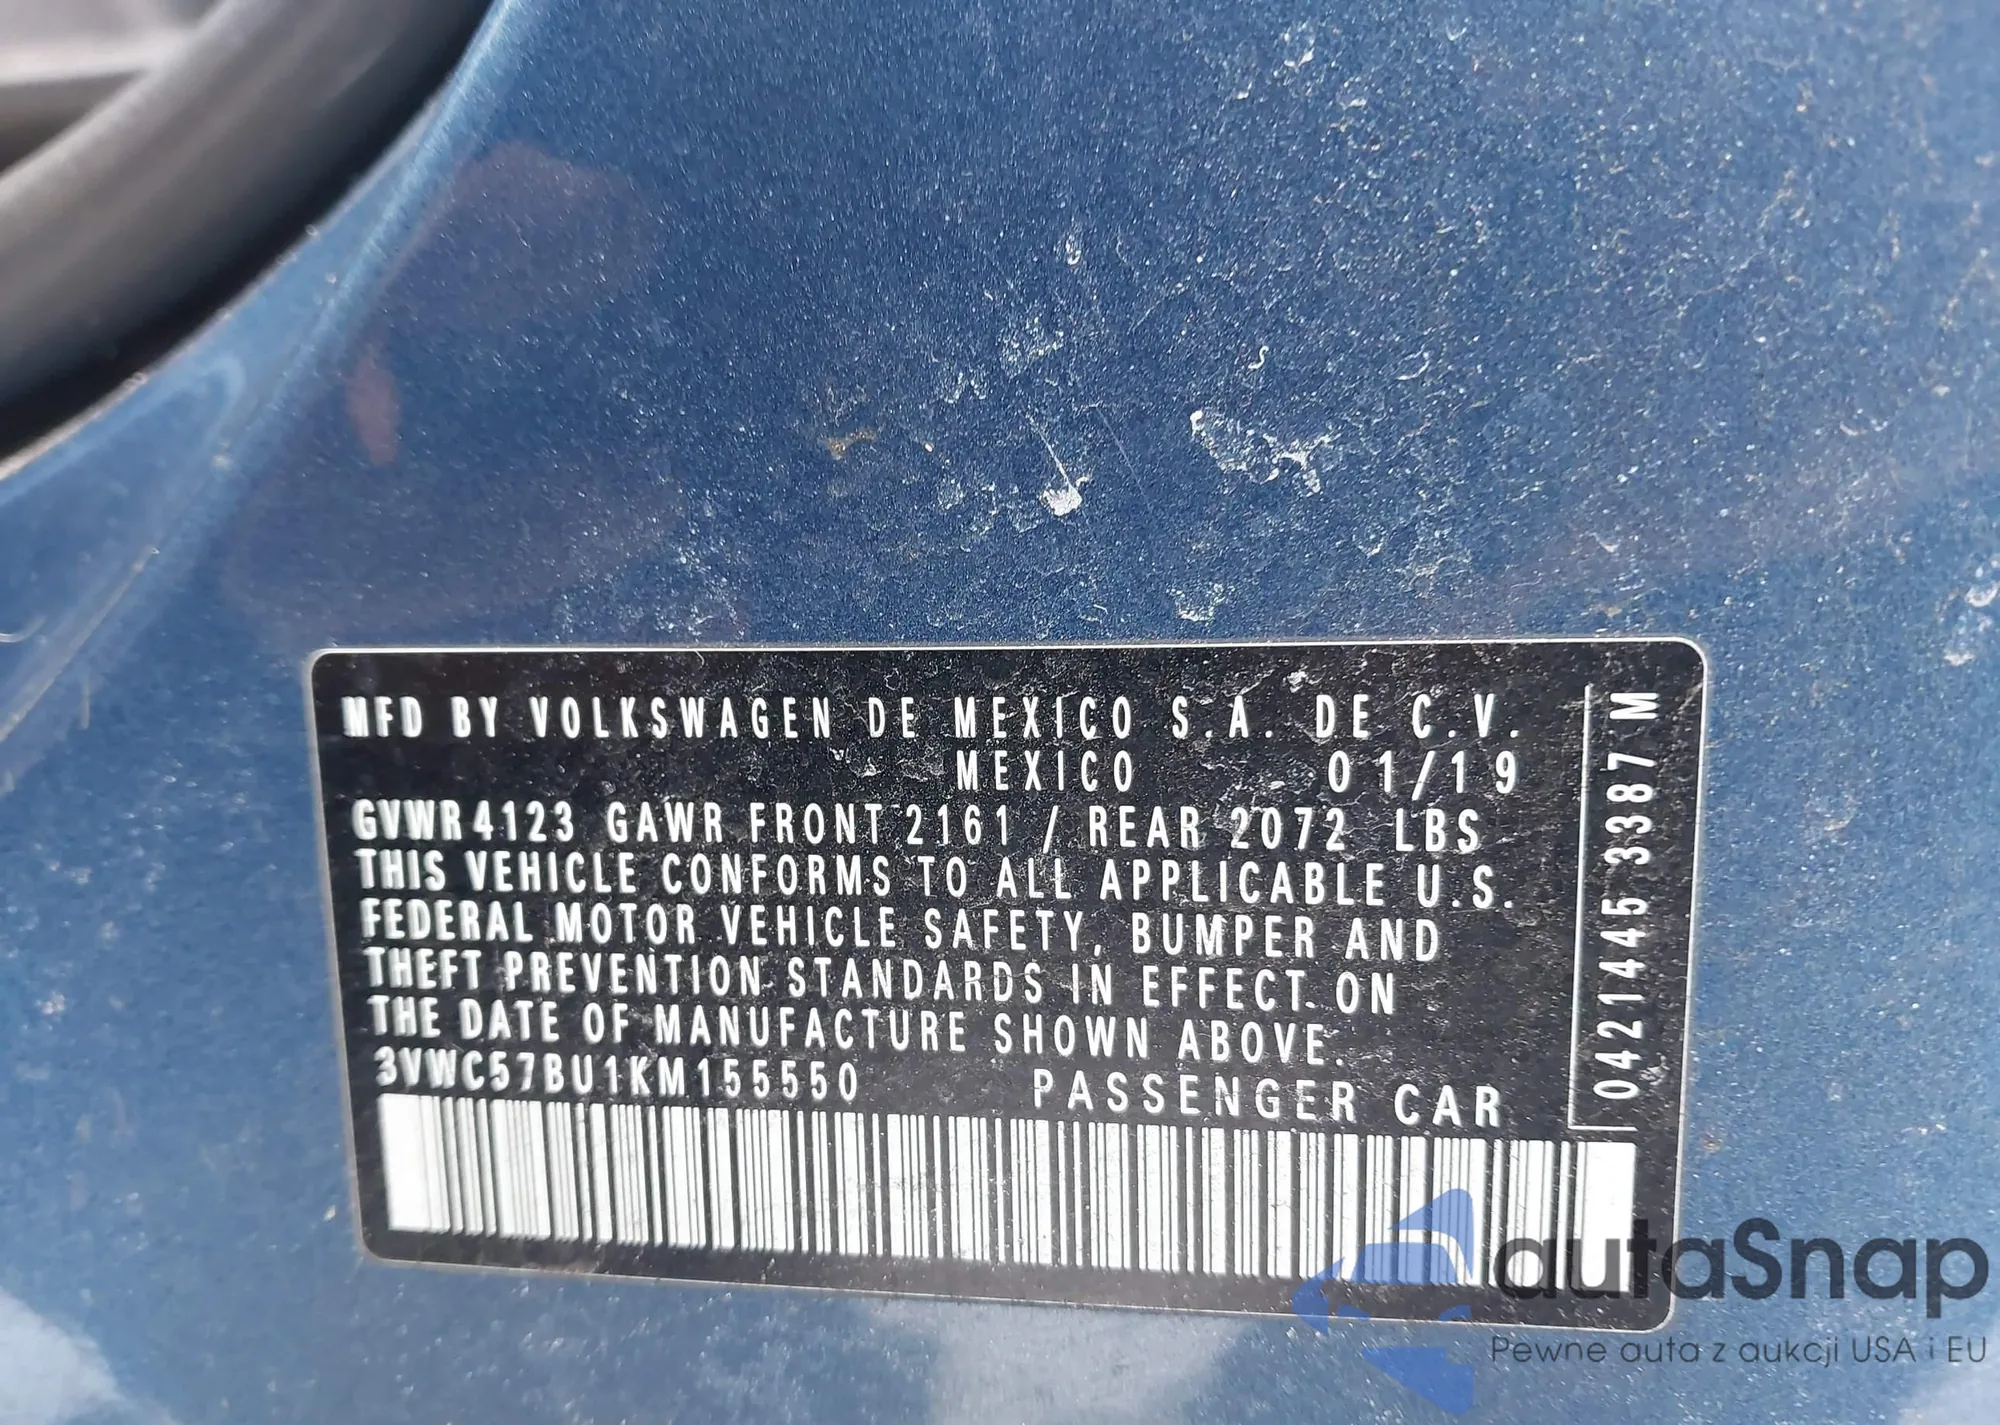 MFD BY VOLKSWAGEN DE MEXICO S.A. DE C.V.
MEXICO 01/19
GVWR 4123 GAWR FRONT 2161 / REAR 2072 LBS
THIS VEHICLE CONFORMS TO ALL APPLICABLE U.S.
FEDERAL MOTOR VEHICLE SAFETY, BUMPER AND
THEFT PREVENTION STANDARDS IN EFFECT ON
THE DATE OF MANUFACTURE SHOWN ABOVE.
3VWC57BU1KM155550 PASSENGER CAR
042145 3387 M
autaSnap
Pewne auta z aukcji USA i EU